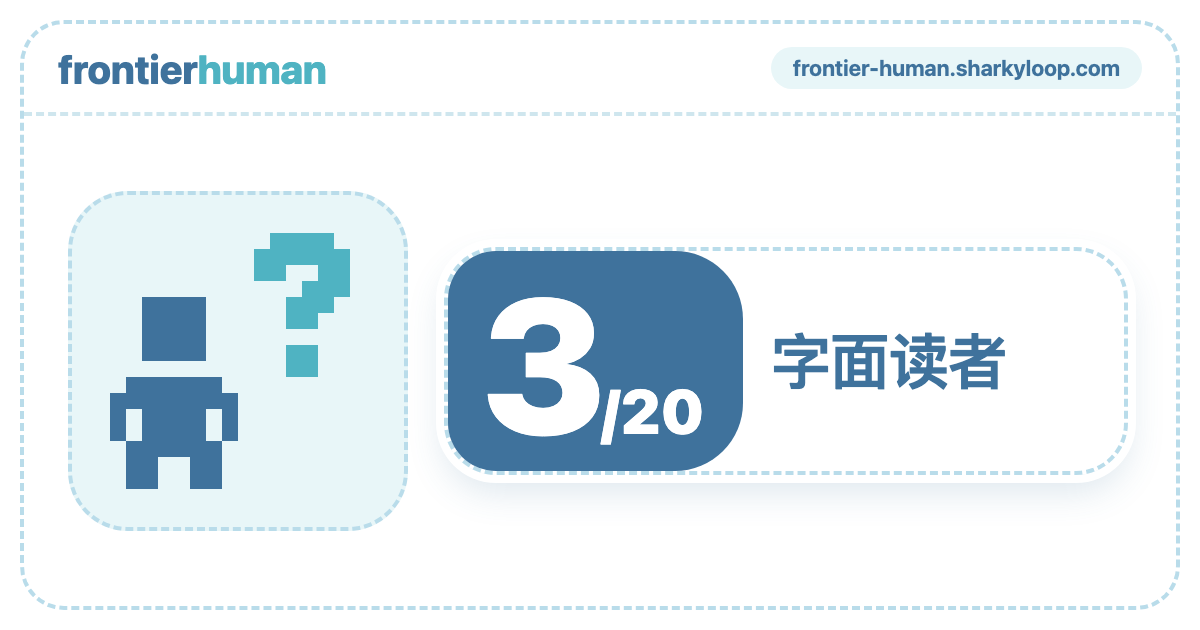 frontierhuman
frontier-human.sharkyloop.com
?
3/20
字面读者